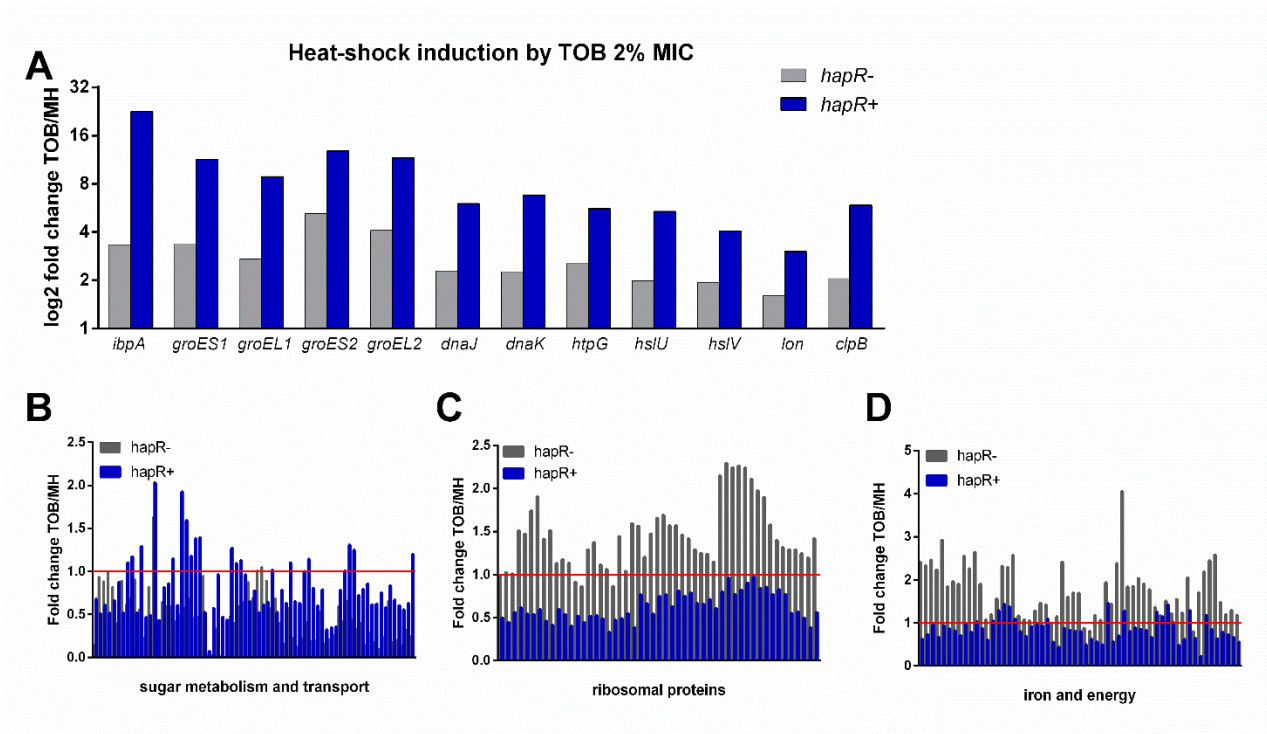 A
Heat-shock induction by TOB 2% MIC
hapR-
hapR+
log2 fold change TOB/MH
32
16
8
4
2
1
ibpA groES1 groEL1 groES2 groEL2 dnaJ dnaK htpG hslU hslV lon clpB
B
hapR-
hapR+
Fold change TOB/MH
2.5
2.0
1.5
1.0
0.5
0.0
sugar metabolism and transport
C
hapR-
hapR+
Fold change TOB/MH
2.5
2.0
1.5
1.0
0.5
0.0
ribosomal proteins
D
hapR-
hapR+
Fold change TOB/MH
5
4
3
2
1
0
iron and energy